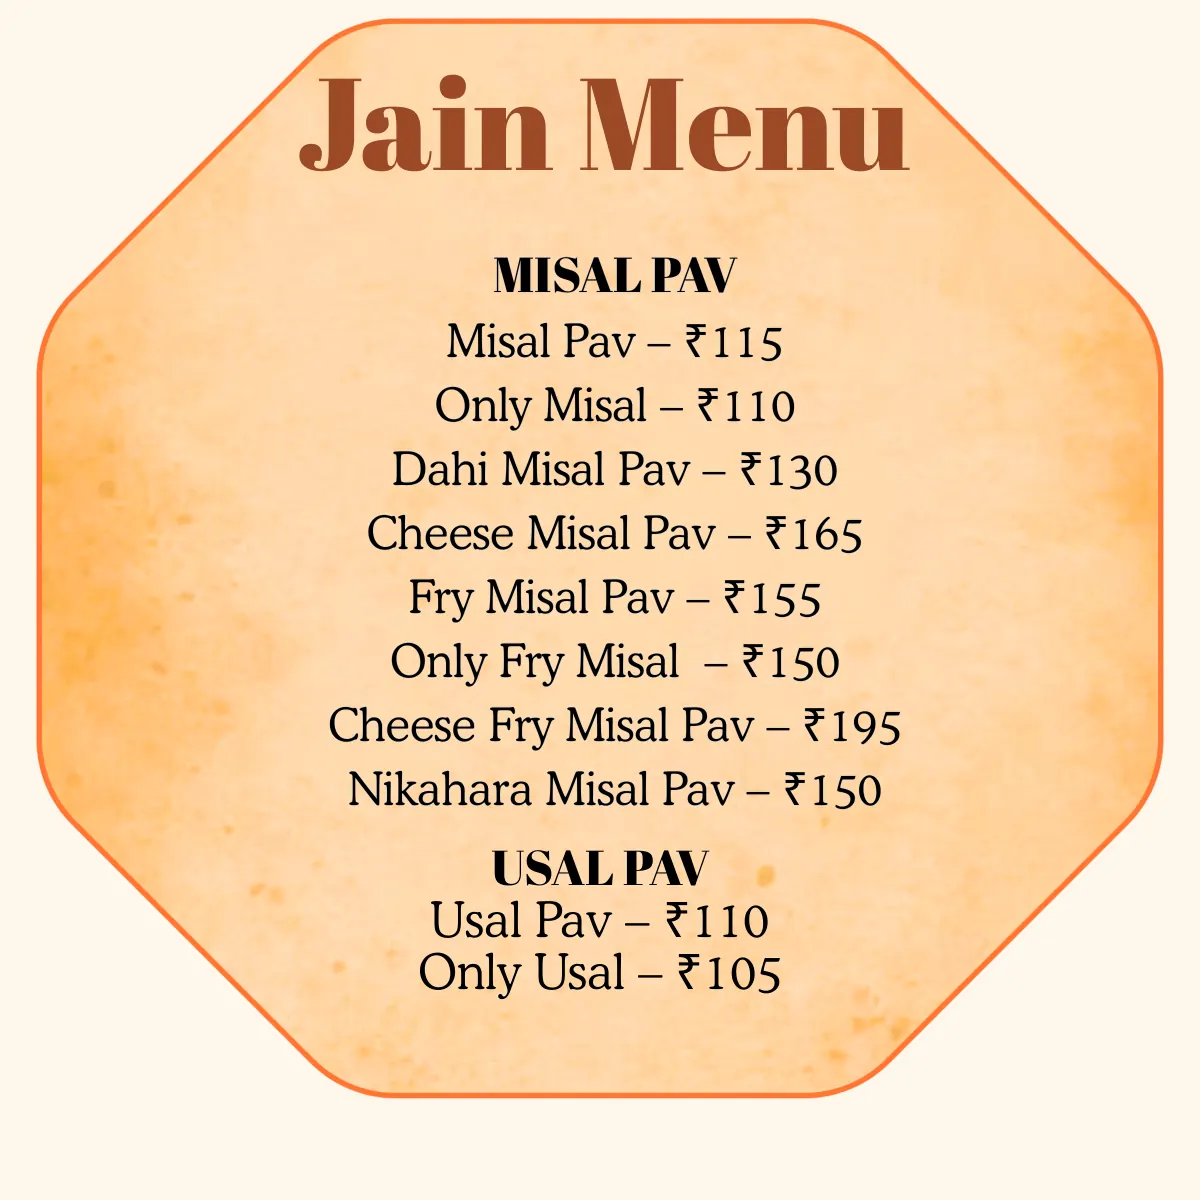 Jain Menu
MISAL PAV
Misal Pav – ₹115
Only Misal – ₹110
Dahi Misal Pav – ₹130
Cheese Misal Pav – ₹165
Fry Misal Pav – ₹155
Only Fry Misal – ₹150
Cheese Fry Misal Pav – ₹195
Nikahara Misal Pav – ₹150
USAL PAV
Usal Pav – ₹110
Only Usal – ₹105